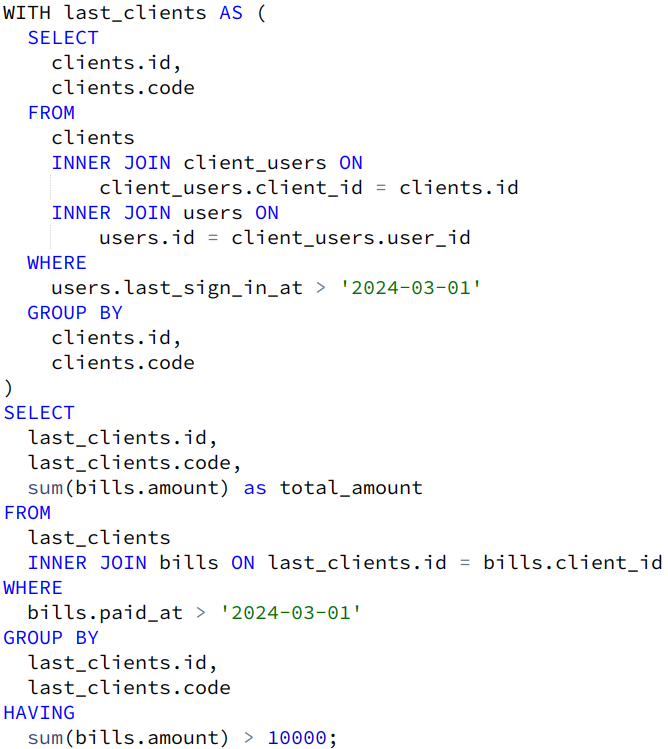 WITH last_clients AS (
  SELECT
    clients.id,
    clients.code
  FROM
    clients
    INNER JOIN client_users ON
        client_users.client_id = clients.id
    INNER JOIN users ON
        users.id = client_users.user_id
  WHERE
    users.last_sign_in_at > '2024-03-01'
  GROUP BY
    clients.id,
    clients.code
)
SELECT
  last_clients.id,
  last_clients.code,
  sum(bills.amount) as total_amount
FROM
  last_clients
  INNER JOIN bills ON last_clients.id = bills.client_id
WHERE
  bills.paid_at > '2024-03-01'
GROUP BY
  last_clients.id,
  last_clients.code
HAVING
  sum(bills.amount) > 10000;